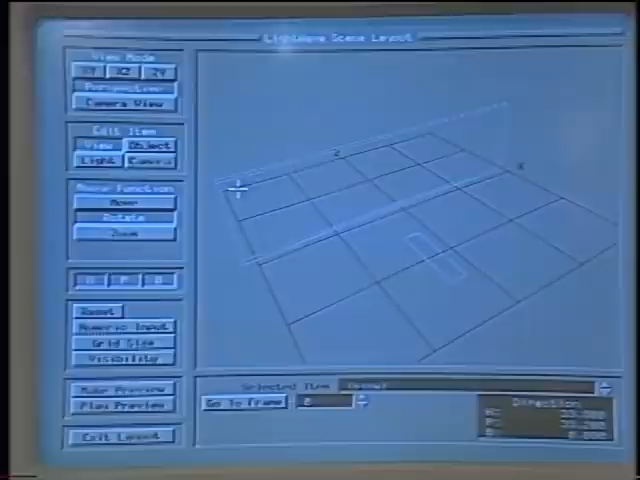 LightWave Scene Layout
View Mode
XY XZ ZY
Perspective
Camera View
Edit Item
View Object
Light Camera
Mouse Function
Move
Rotate
Zoom
H P B
Reset
Numeric Input
Grid Size
Visibility
Make Preview
Play Preview
Exit Layout
Z
X
Selected Item
Go To Frame
Direction